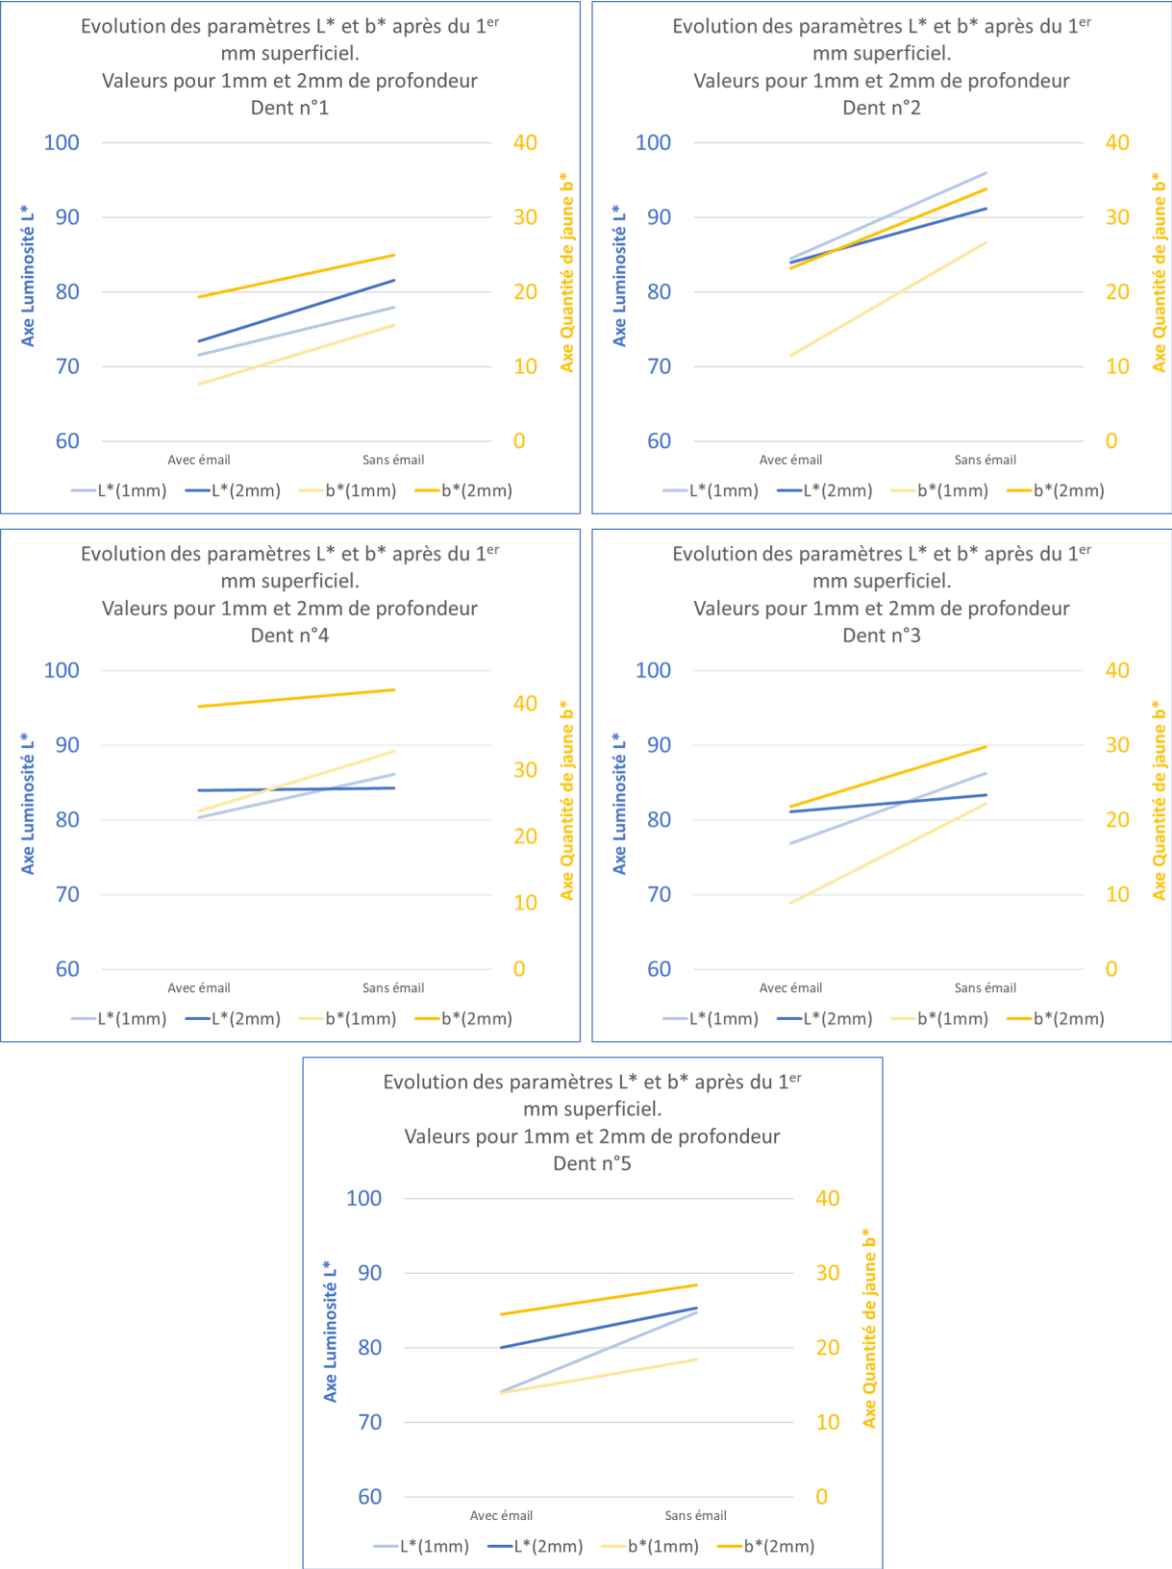 Evolution des paramètres L* et b* après du 1er
mm superficiel.
Valeurs pour 1mm et 2mm de profondeur
Dent n°1
100
90
80
70
60
Axe Luminosité L*
40
30
20
10
0
Axe Quantité de jaune b*
Avec émail
Sans émail
L*(1mm) L*(2mm) b*(1mm) b*(2mm)
Evolution des paramètres L* et b* après du 1er
mm superficiel.
Valeurs pour 1mm et 2mm de profondeur
Dent n°2
100
90
80
70
60
Axe Luminosité L*
40
30
20
10
0
Axe Quantité de jaune b*
Avec émail
Sans émail
L*(1mm) L*(2mm) b*(1mm) b*(2mm)
Evolution des paramètres L* et b* après du 1er
mm superficiel.
Valeurs pour 1mm et 2mm de profondeur
Dent n°4
100
90
80
70
60
Axe Luminosité L*
40
30
20
10
0
Axe Quantité de jaune b*
Avec émail
Sans émail
L*(1mm) L*(2mm) b*(1mm) b*(2mm)
Evolution des paramètres L* et b* après du 1er
mm superficiel.
Valeurs pour 1mm et 2mm de profondeur
Dent n°3
100
90
80
70
60
Axe Luminosité L*
40
30
20
10
0
Axe Quantité de jaune b*
Avec émail
Sans émail
L*(1mm) L*(2mm) b*(1mm) b*(2mm)
Evolution des paramètres L* et b* après du 1er
mm superficiel.
Valeurs pour 1mm et 2mm de profondeur
Dent n°5
100
90
80
70
60
Axe Luminosité L*
40
30
20
10
0
Axe Quantité de jaune b*
Avec émail
Sans émail
L*(1mm) L*(2mm) b*(1mm) b*(2mm)